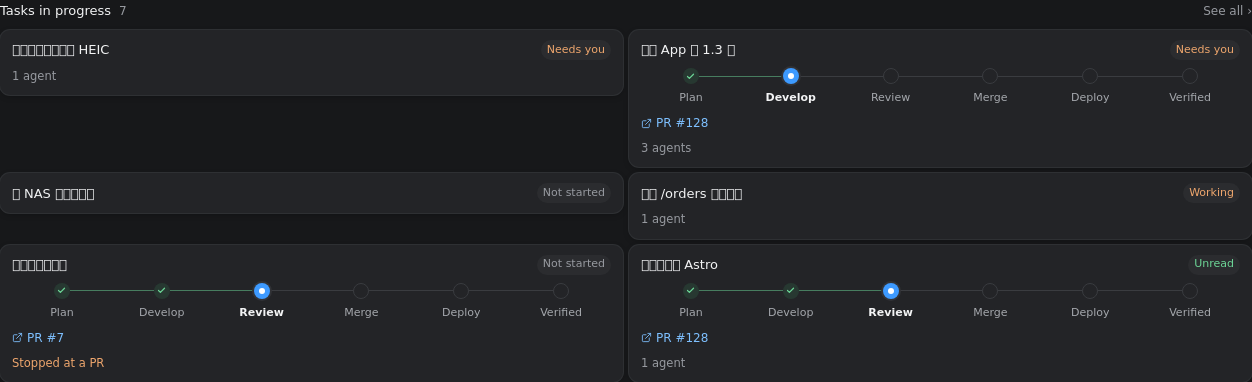 Tasks in progress 7
See all ›
HEIC
Needs you
1 agent
App 1.3
Needs you
Plan
Develop
Review
Merge
Deploy
Verified
PR #128
3 agents
NAS
Not started
/orders
Working
1 agent
Not started
Plan
Develop
Review
Merge
Deploy
Verified
PR #7
Stopped at a PR
Astro
Unread
Plan
Develop
Review
Merge
Deploy
Verified
PR #128
1 agent